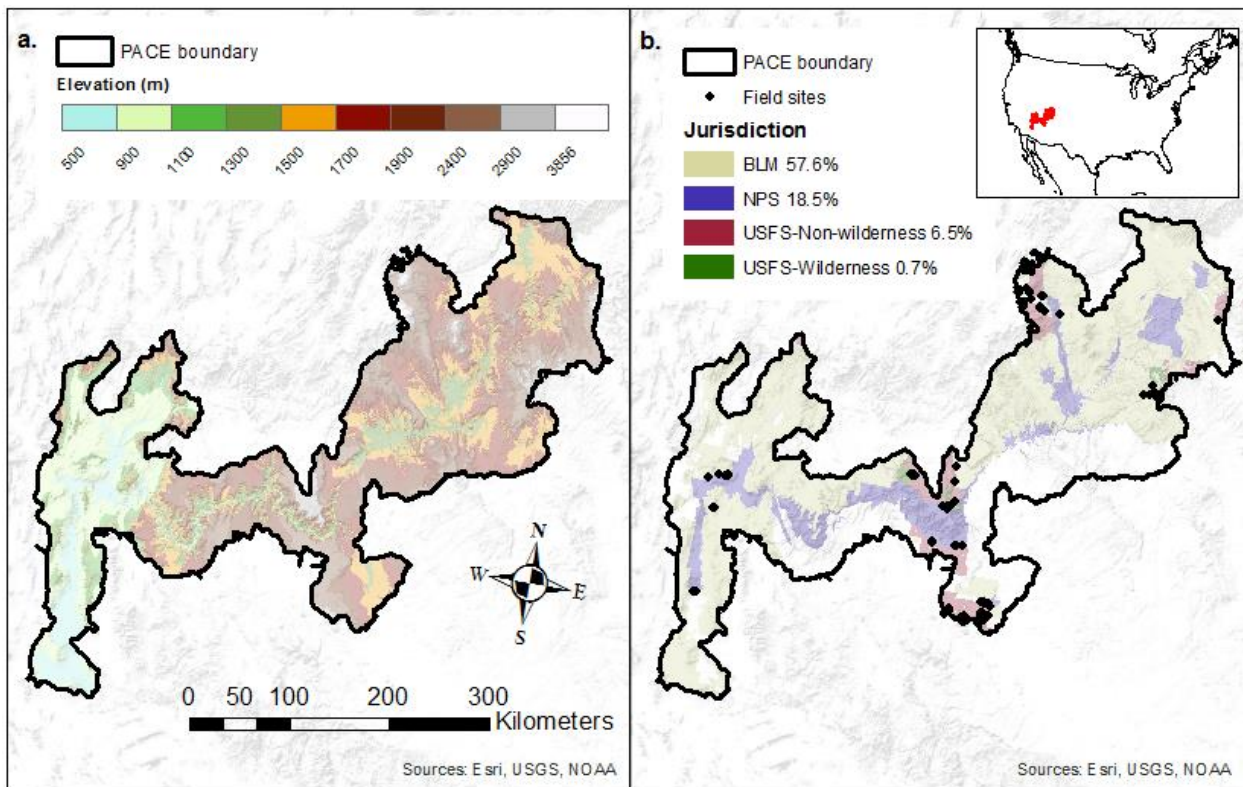 a.
PACE boundary
Elevation (m)
500 900 1100 1300 1500 1700 1900 2400 2900 3856
N
W E
S
0 50 100 200 300
Kilometers
Sources: Esri, USGS, NOAA
b.
PACE boundary
Field sites
Jurisdiction
BLM 57.6%
NPS 18.5%
USFS-Non-wilderness 6.5%
USFS-Wilderness 0.7%
Sources: Esri, USGS, NOAA